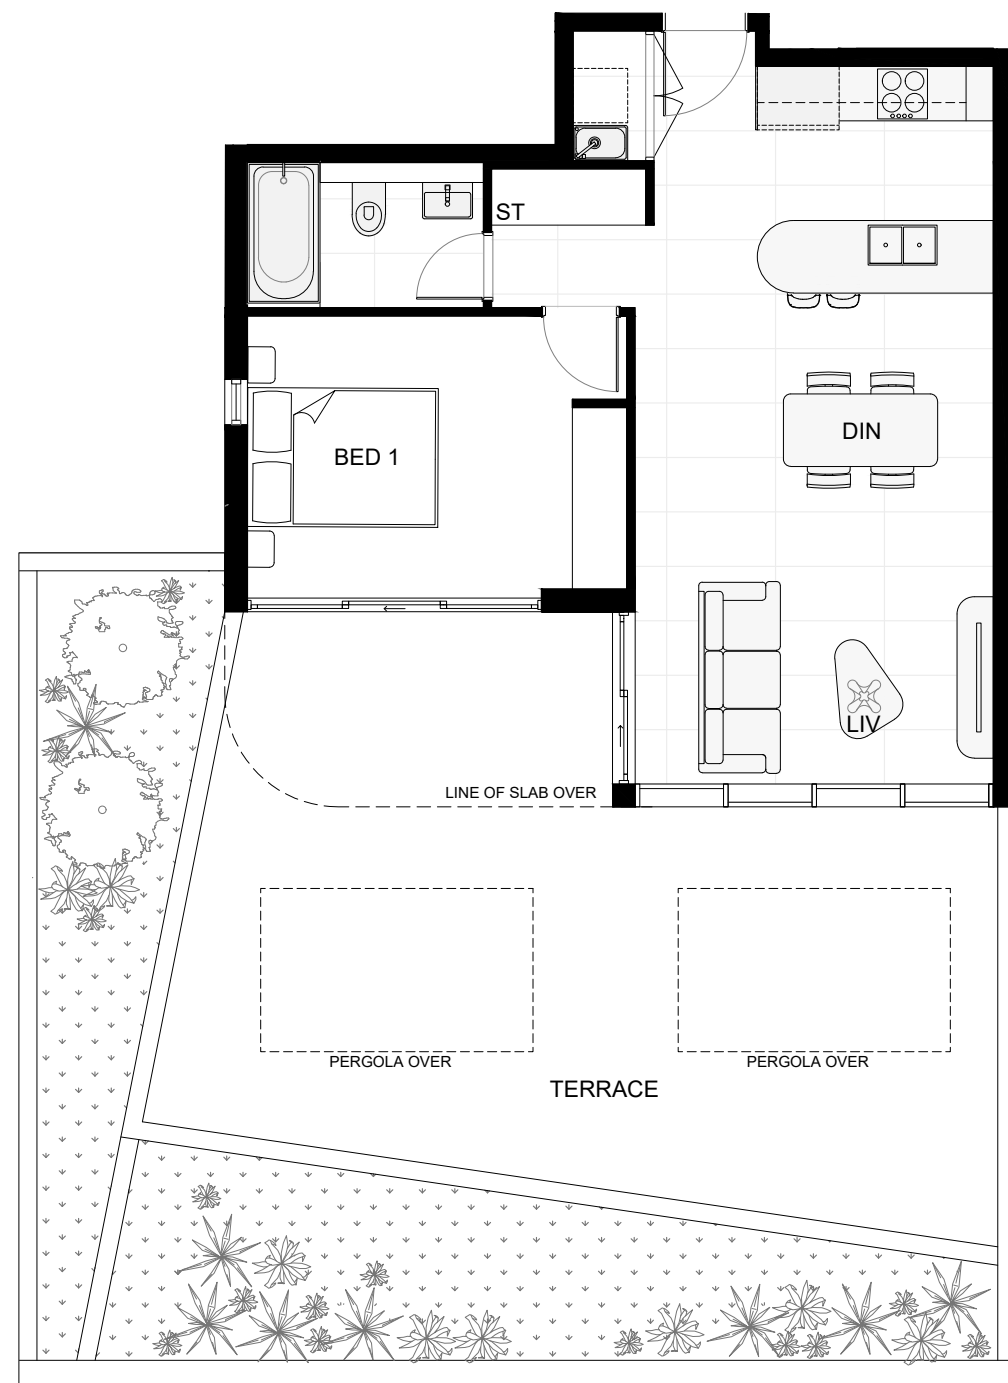 ST
DIN
BED 1
LIV
LINE OF SLAB OVER
PERGOLA OVER
PERGOLA OVER
TERRACE